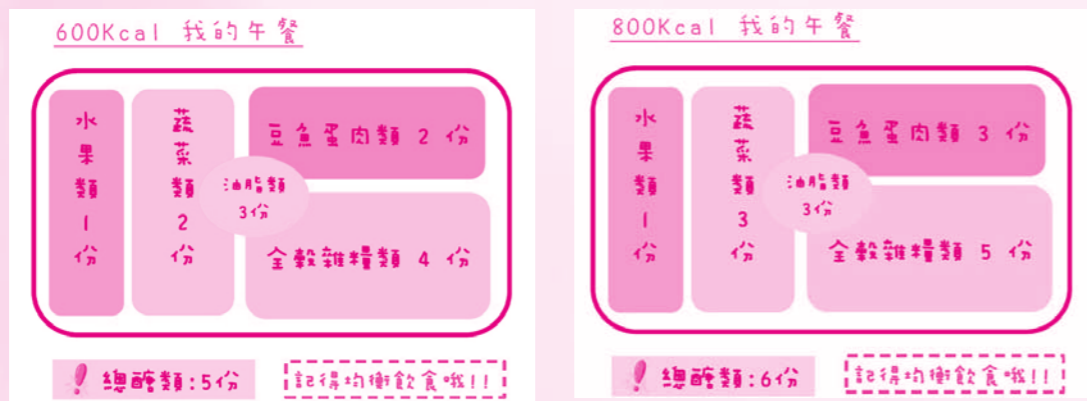 600Kcal 我的午餐
水果類1份
蔬菜類2份
豆魚蛋肉類 2 份
油脂類
3份
全穀雜糧類 4 份
總醣類:5份
記得均衡飲食哦!!
800Kcal 我的午餐
水果類1份
蔬菜類3份
豆魚蛋肉類 3 份
油脂類
3份
全穀雜糧類 5 份
總醣類:6份
記得均衡飲食哦!!